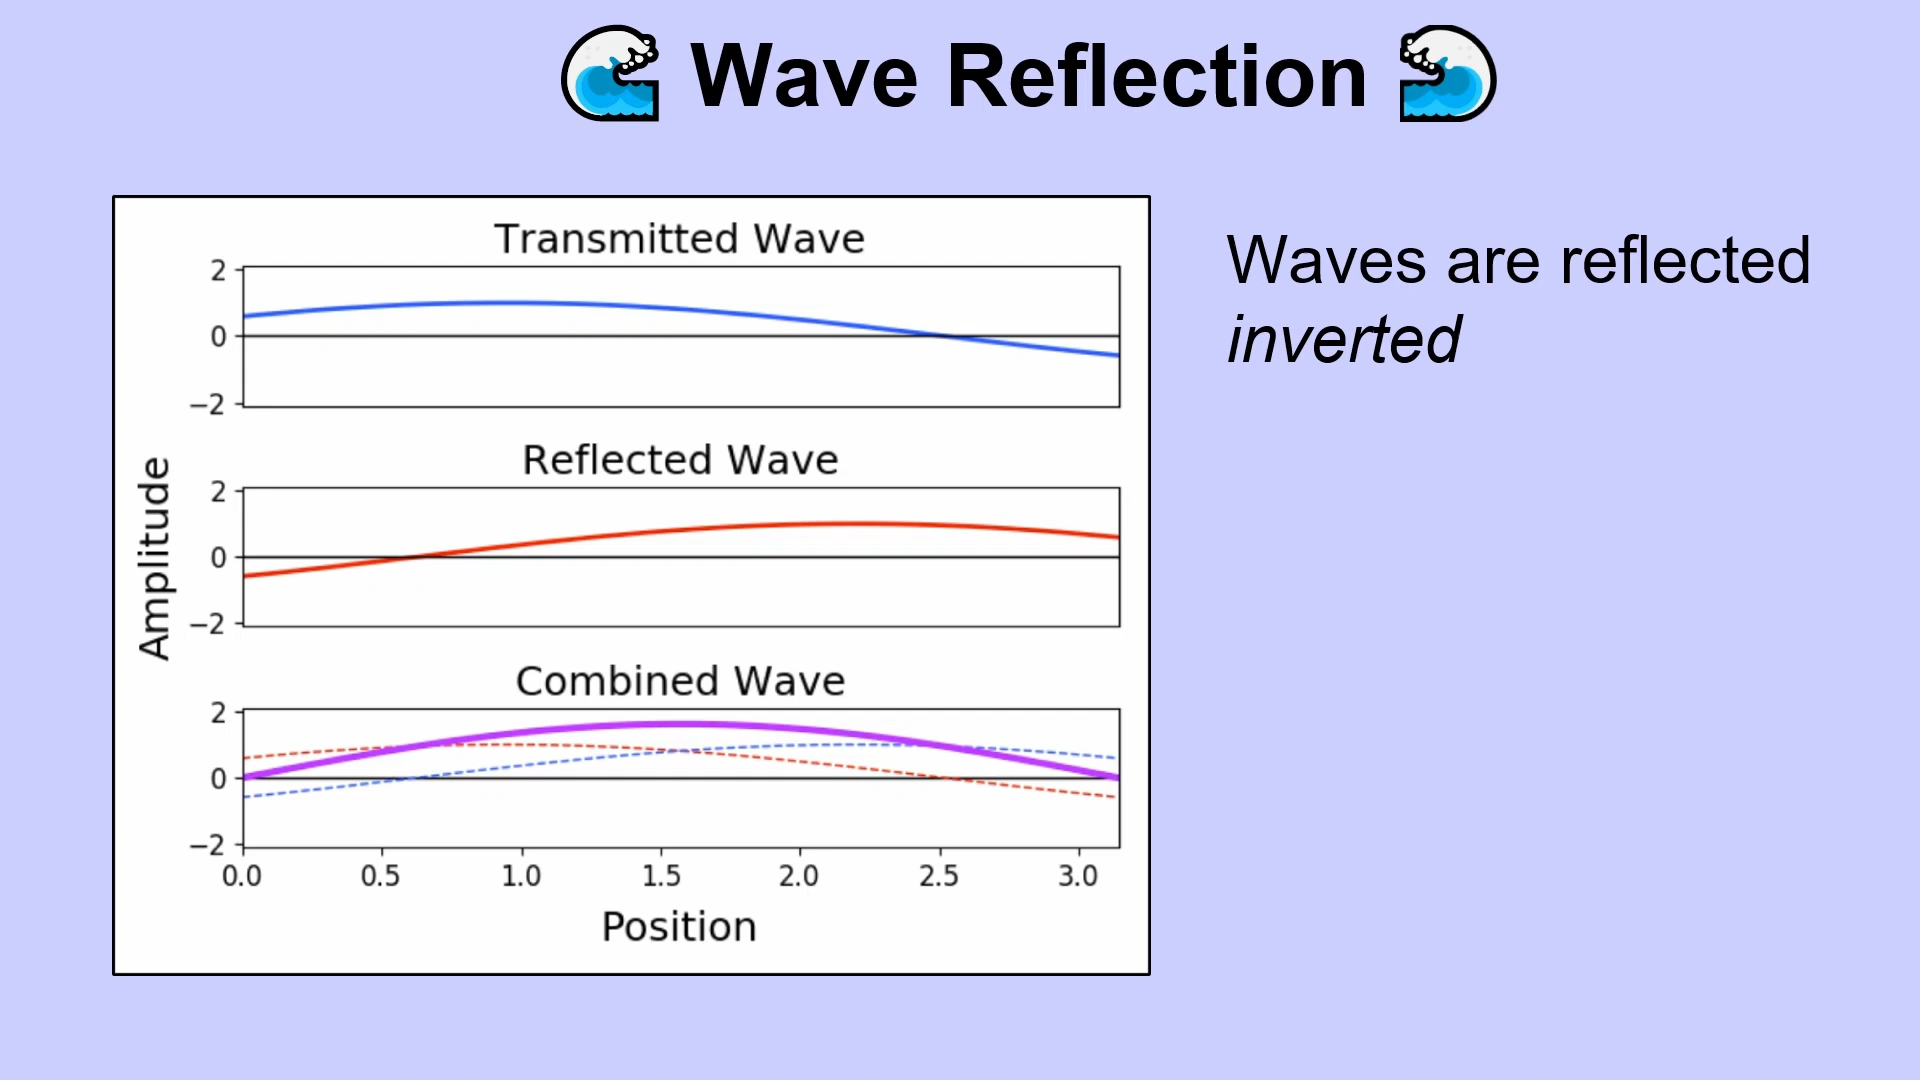 Wave Reflection
Transmitted Wave
2
0
−2
Reflected Wave
2
0
−2
Combined Wave
2
0
−2
0.0 0.5 1.0 1.5 2.0 2.5 3.0
Position
Amplitude
Waves are reflected
inverted